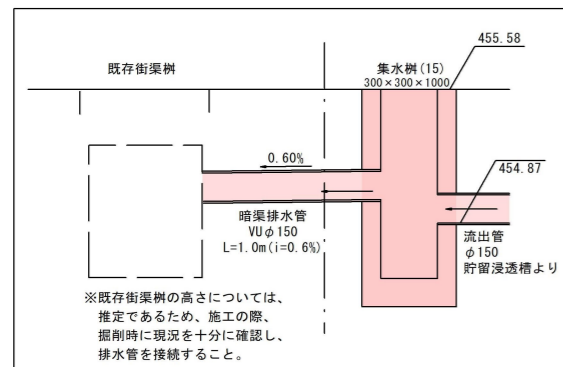 455.58
既存街渠桝
集水桝(15)
300×300×1000
0.60%
454.87
暗渠排水管
VUφ150
L=1.0m(i=0.6%)
流出管
φ150
貯留浸透槽より
※既存街渠桝の高さについては、
推定であるため、施工の際、
掘削時に現況を十分に確認し、
排水管を接続すること。